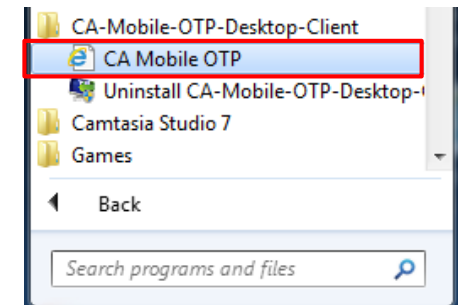 CA-Mobile-OTP-Desktop-Client
CA Mobile OTP
Uninstall CA-Mobile-OTP-Desktop-
Camtasia Studio 7
Games
Back
Search programs and files